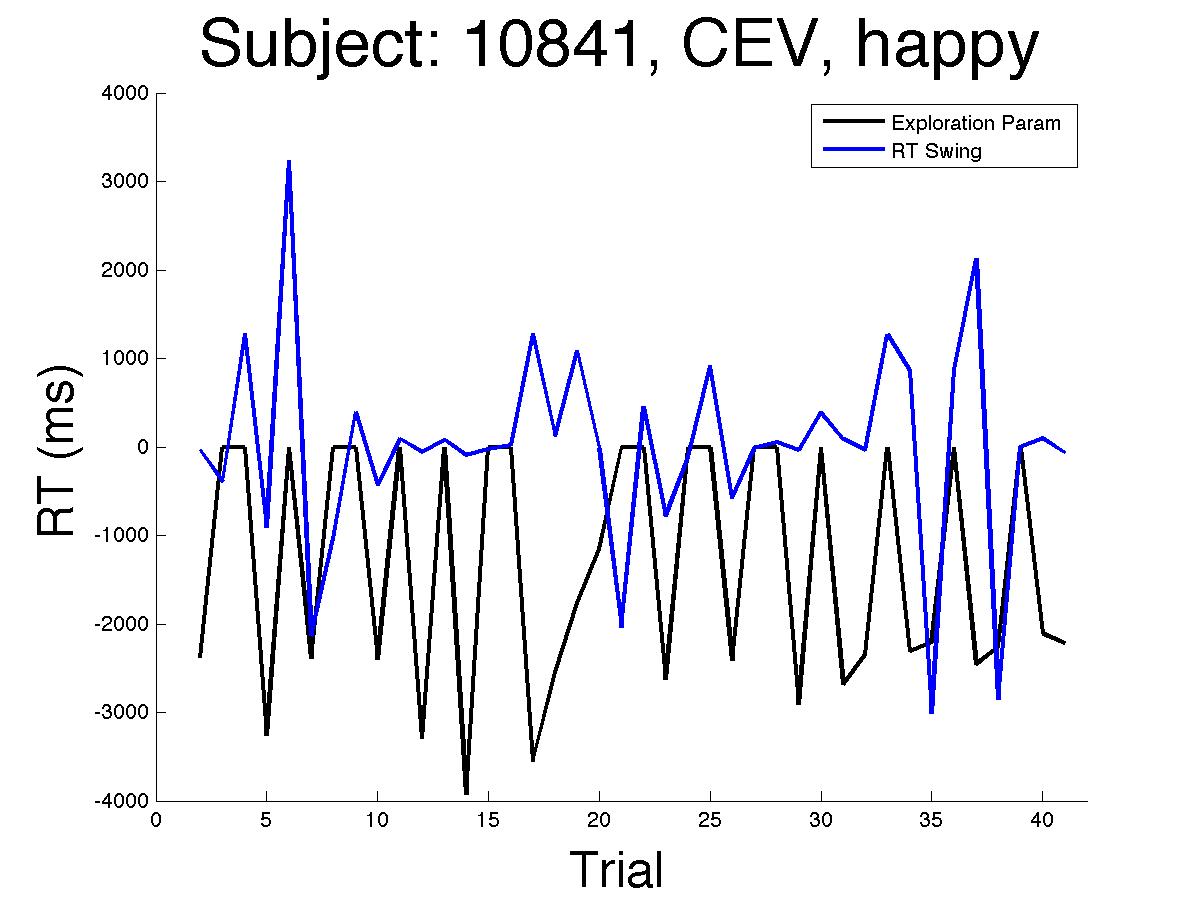 Subject: 10841, CEV, happy
Exploration Param
RT Swing
4000
3000
2000
1000
0
-1000
-2000
-3000
-4000
RT (ms)
0 5 10 15 20 25 30 35 40
Trial